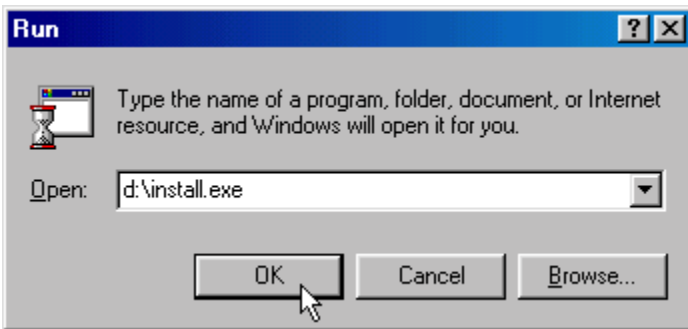 Run
Type the name of a program, folder, document, or Internet
resource, and Windows will open it for you.
Open: d:\install.exe
OK Cancel Browse...